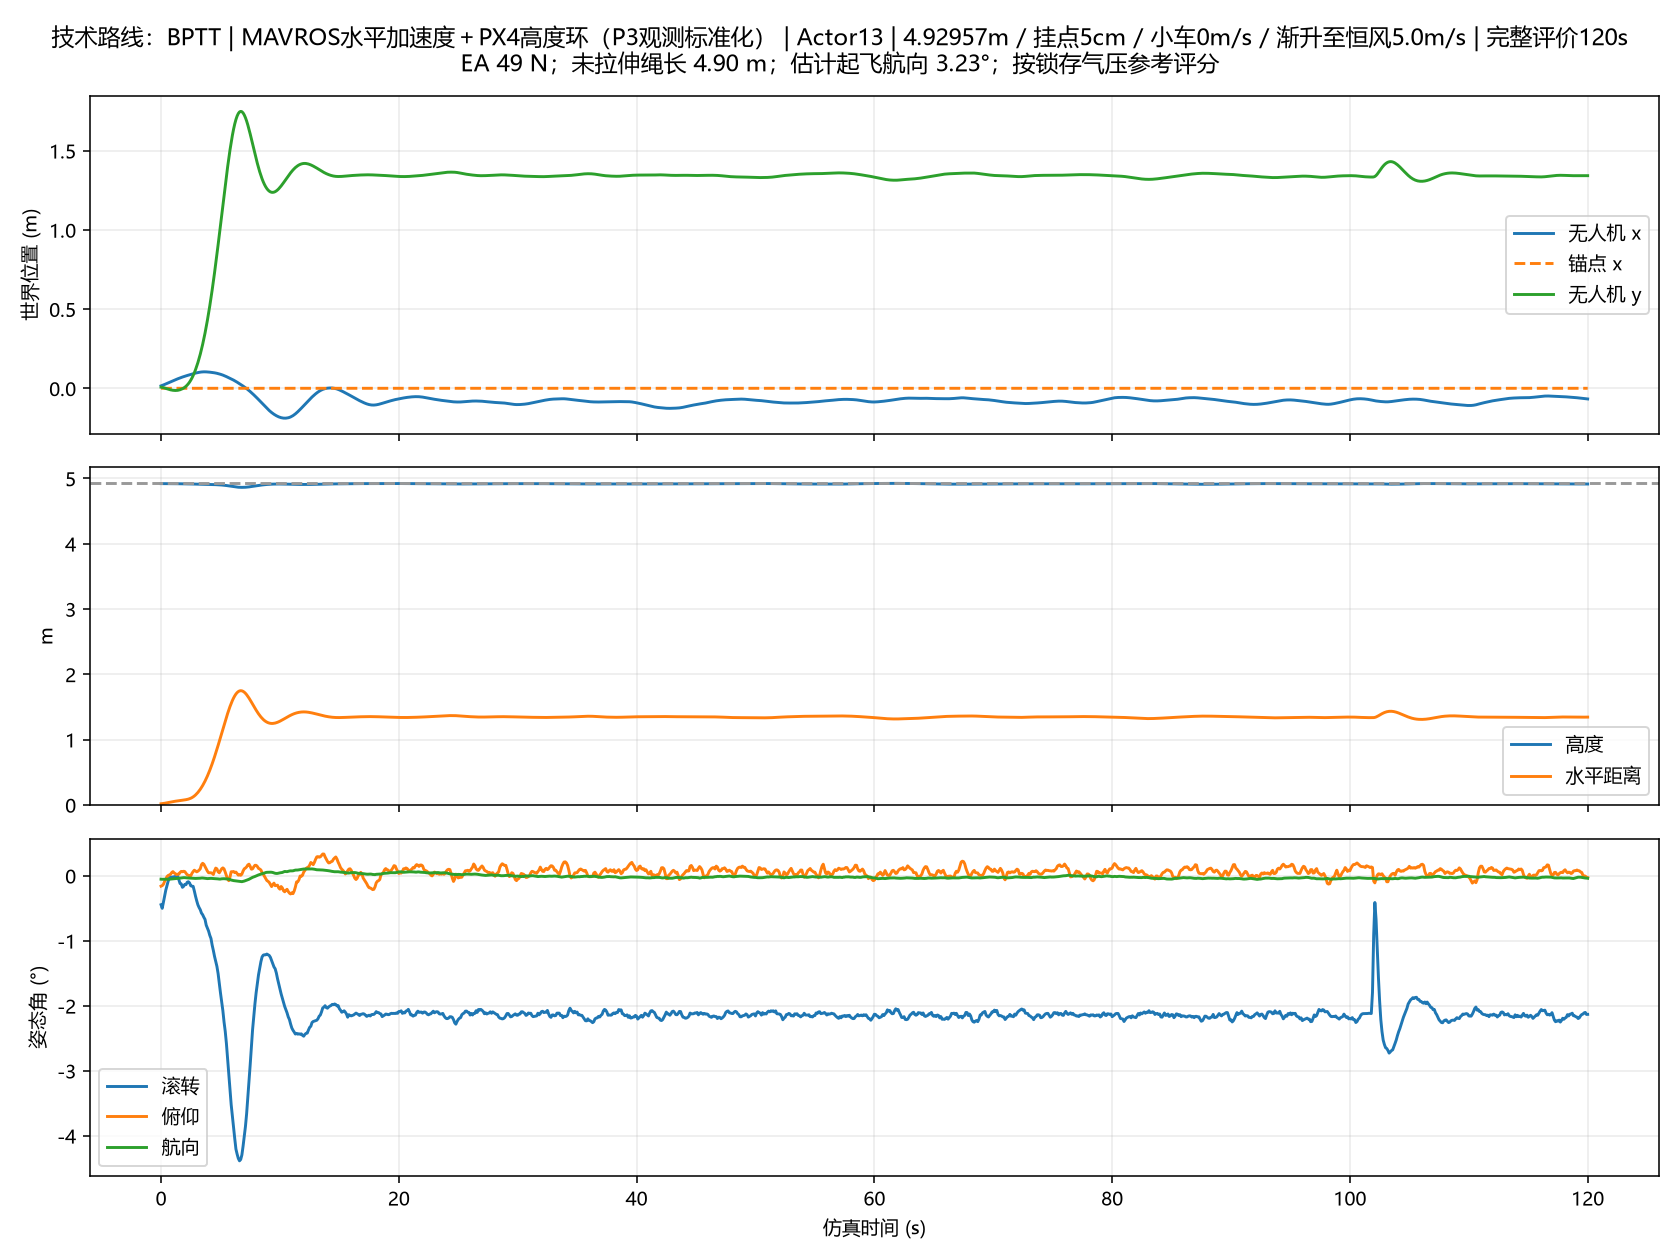 技术路线：BPTT | MAVROS水平加速度＋PX4高度环（P3观测标准化） | Actor13 | 4.92957m / 挂点5cm / 小车0m/s / 渐升至恒风5.0m/s | 完整评价120s
EA 49 N；未拉伸绳长 4.90 m；估计起飞航向 3.23°；按锁存气压参考评分
世界位置 (m)
1.5
1.0
0.5
0.0
无人机 x
锚点 x
无人机 y
m
5
4
3
2
1
0
高度
水平距离
姿态角 (°)
0
-1
-2
-3
-4
滚转
俯仰
航向
0 20 40 60 80 100 120
仿真时间 (s)